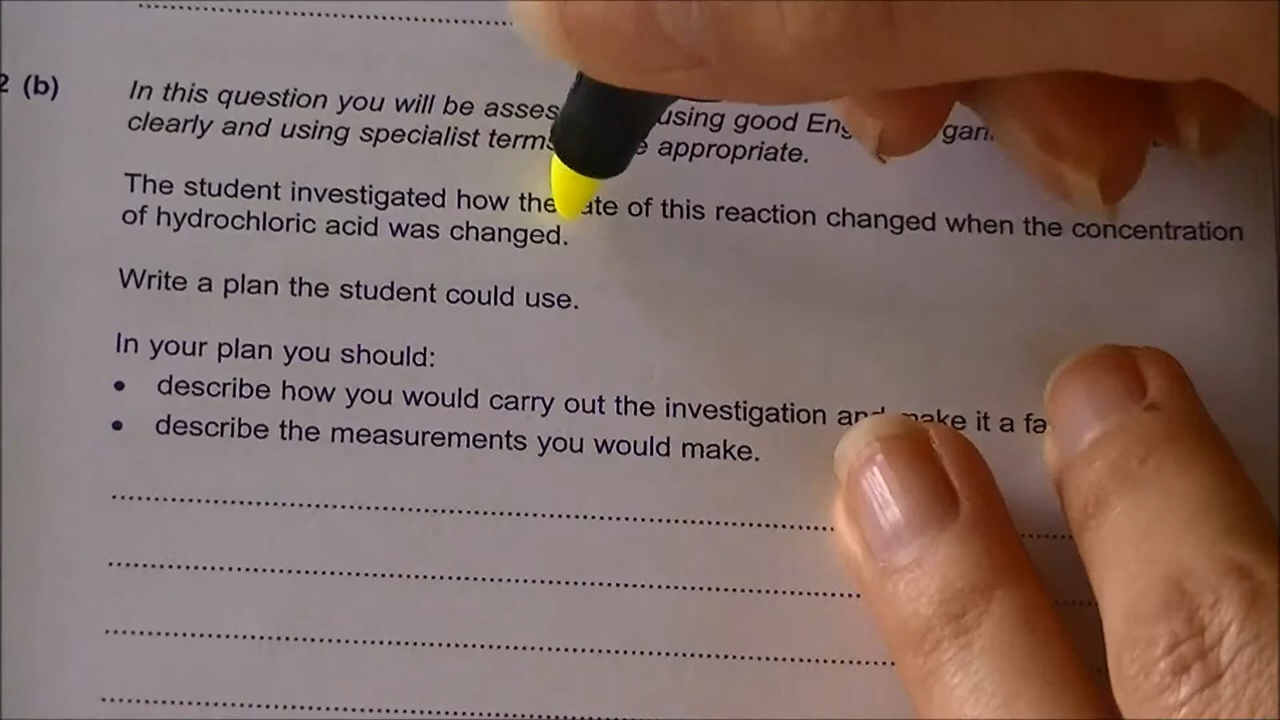 2 (b) In this question you will be asses using good Eng
clearly and using specialist terms appropriate.
The student investigated how the ate of this reaction changed when the concentration
of hydrochloric acid was changed.
Write a plan the student could use.
In your plan you should:
• describe how you would carry out the investigation and make it a fa
• describe the measurements you would make.